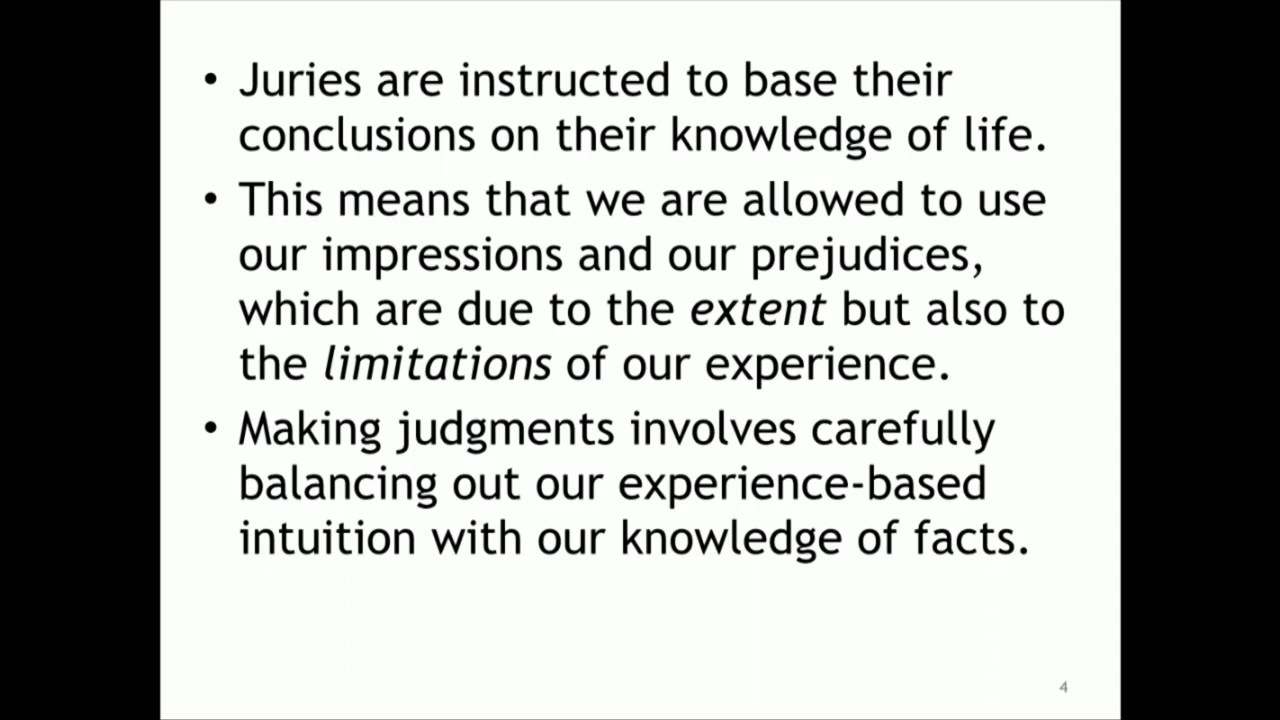 • Juries are instructed to base their
conclusions on their knowledge of life.
• This means that we are allowed to use
our impressions and our prejudices,
which are due to the extent but also to
the limitations of our experience.
• Making judgments involves carefully
balancing out our experience-based
intuition with our knowledge of facts.
4